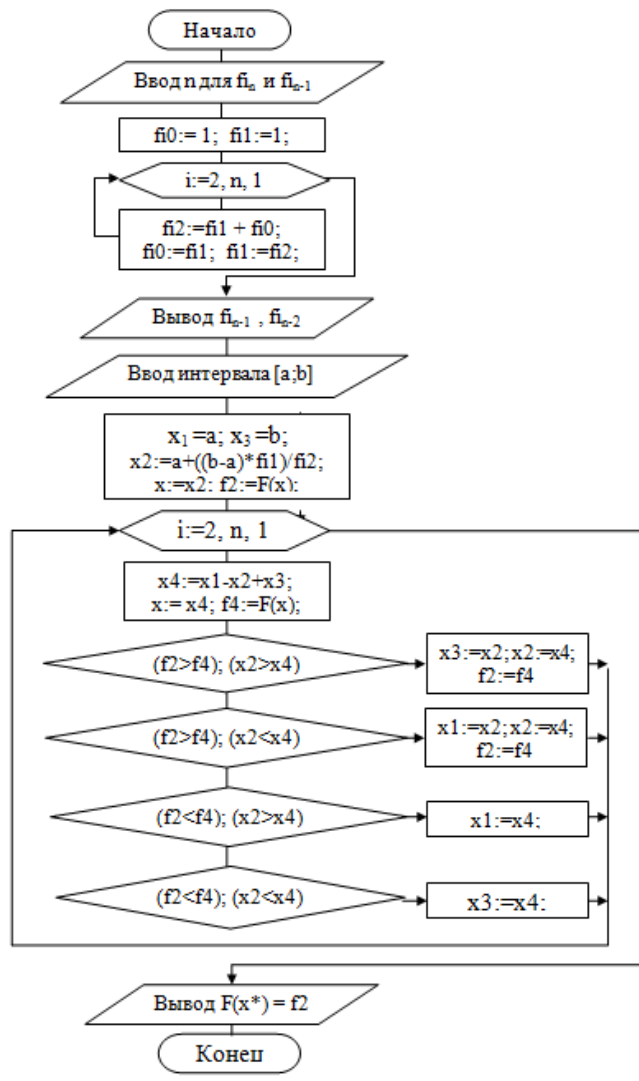 Начало
Ввод n для fiₙ и fiₙ₋₁
fi0:= 1; fi1:=1;
i:=2, n, 1
fi2:=fi1 + fi0;
fi0:=fi1; fi1:=fi2;
Вывод fiₙ₋₁ , fiₙ₋₂
Ввод интервала [a;b]
x₁ =a; x₃ =b;
x2:=a+((b-a)*fi1)/fi2;
x:=x2; f2:=F(x);
i:=2, n, 1
x4:=x1-x2+x3;
x:= x4; f4:=F(x);
(f2>f4); (x2>x4)
x3:=x2; x2:=x4;
f2:=f4
(f2>f4); (x2<x4)
x1:=x2; x2:=x4;
f2:=f4
(f2<f4); (x2>x4)
x1:=x4;
(f2<f4); (x2<x4)
x3:=x4;
Вывод F(x*) = f2
Конец